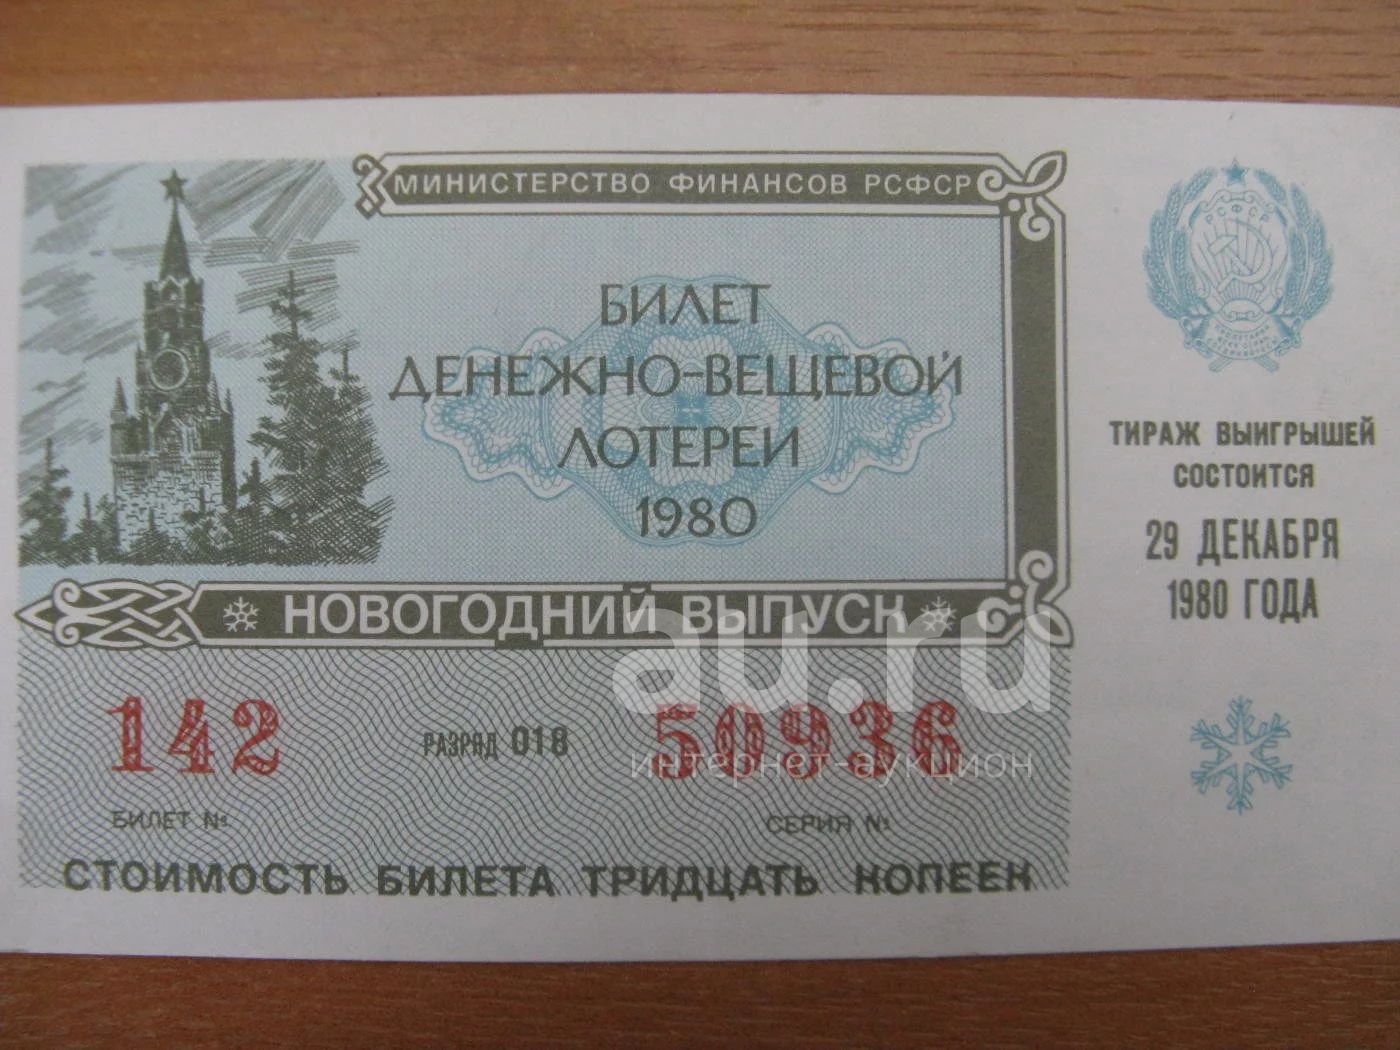 МИНИСТЕРСТВО ФИНАНСОВ РСФСР
БИЛЕТ
ДЕНЕЖНО-ВЕЩЕВОЙ
ЛОТЕРЕИ
1980
НОВОГОДНИЙ ВЫПУСК
142 РАЗРЯД 018 50936
БИЛЕТ № СЕРИЯ №
СТОИМОСТЬ БИЛЕТА ТРИДЦАТЬ КОПЕЕК
РСФСР
ТИРАЖ ВЫИГРЫШЕЙ
СОСТОИТСЯ
29 ДЕКАБРЯ
1980 ГОДА
au.ru
интернет-аукцион